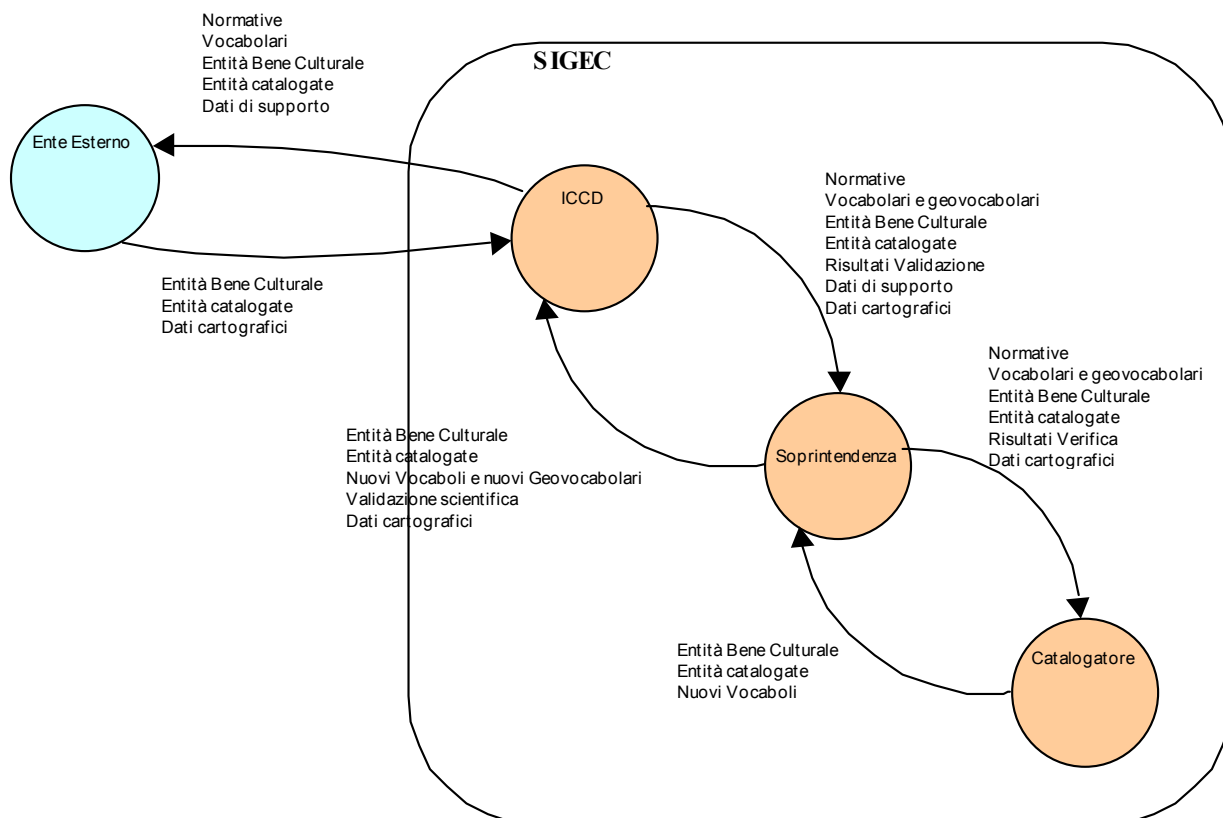 Normative
Vocabolari
Entità Bene Culturale
Entità catalogate
Dati di supporto
SIGEC
Ente Esterno
ICCD
Normative
Vocabolari e geovocabolari
Entità Bene Culturale
Entità catalogate
Risultati Validazione
Dati di supporto
Dati cartografici
Entità Bene Culturale
Entità catalogate
Dati cartografici
Normative
Vocabolari e geovocabolari
Entità Bene Culturale
Entità catalogate
Risultati Verifica
Dati cartografici
Entità Bene Culturale
Entità catalogate
Nuovi Vocaboli e nuovi Geovocabolari
Validazione scientifica
Dati cartografici
Soprintendenza
Entità Bene Culturale
Entità catalogate
Nuovi Vocaboli
Catalogatore